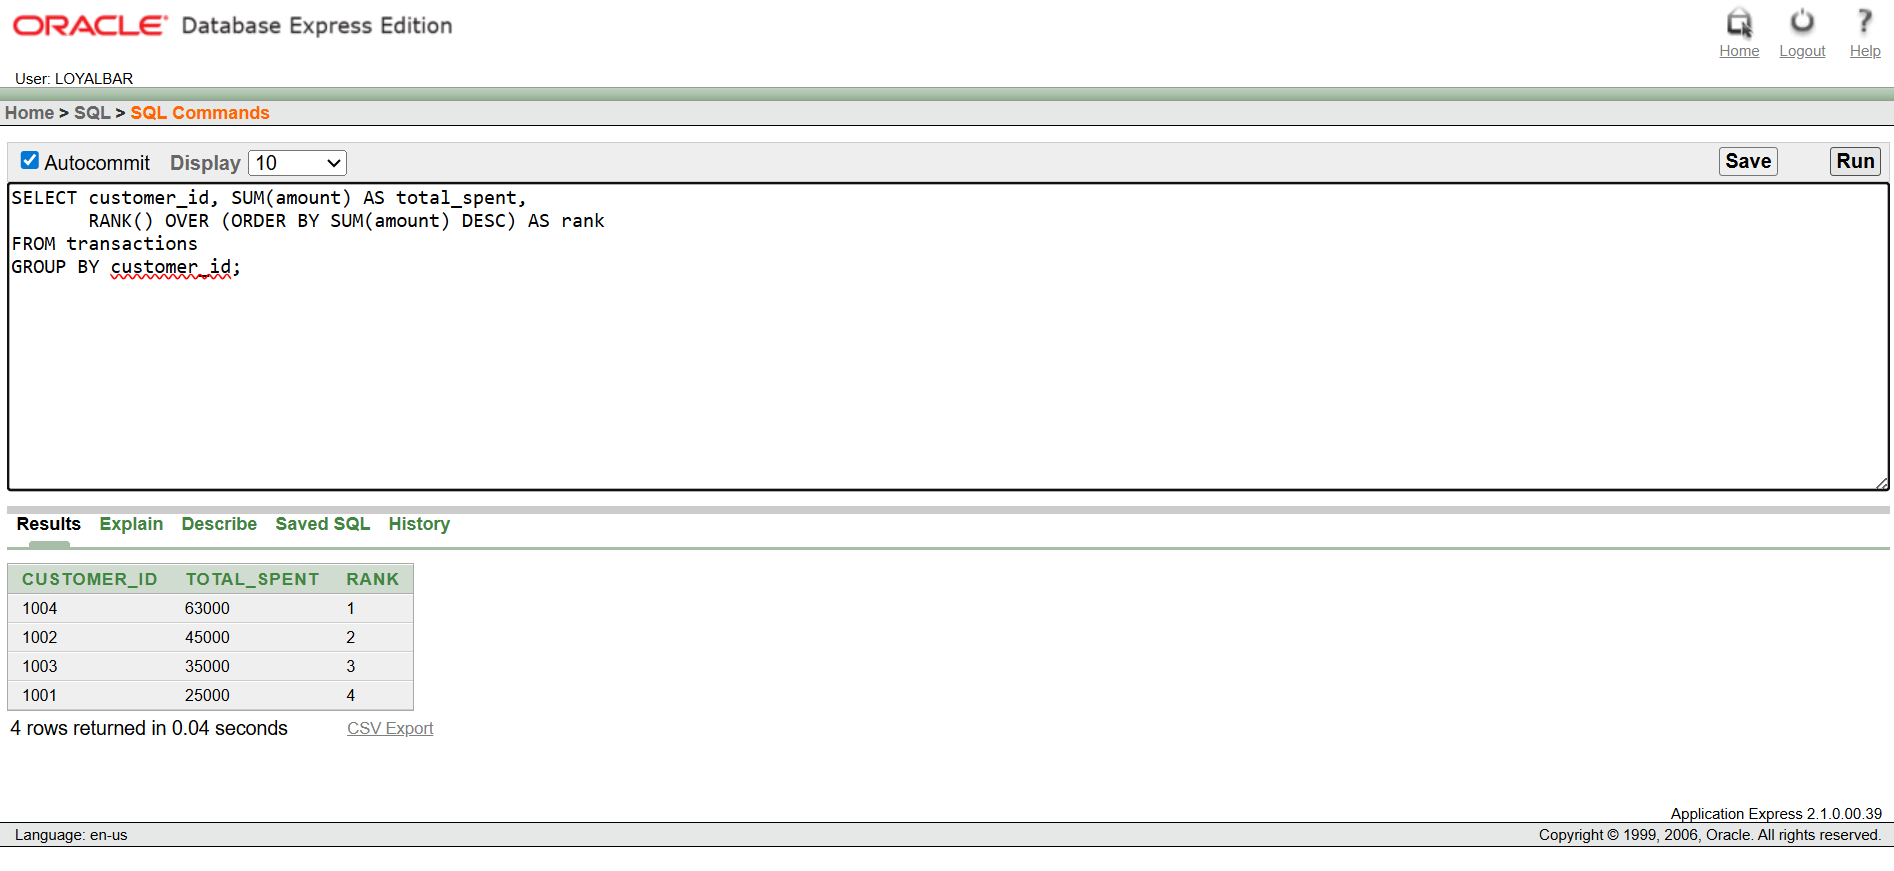 ORACLE Database Express Edition
Home Logout Help
User: LOYALBAR
Home > SQL > SQL Commands
Autocommit Display 10 Save Run
SELECT customer_id, SUM(amount) AS total_spent,
       RANK() OVER (ORDER BY SUM(amount) DESC) AS rank
FROM transactions
GROUP BY customer_id;
Results Explain Describe Saved SQL History
CUSTOMER_ID TOTAL_SPENT RANK
1004 63000 1
1002 45000 2
1003 35000 3
1001 25000 4
4 rows returned in 0.04 seconds CSV Export
Application Express 2.1.0.00.39
Language: en-us Copyright © 1999, 2006, Oracle. All rights reserved.